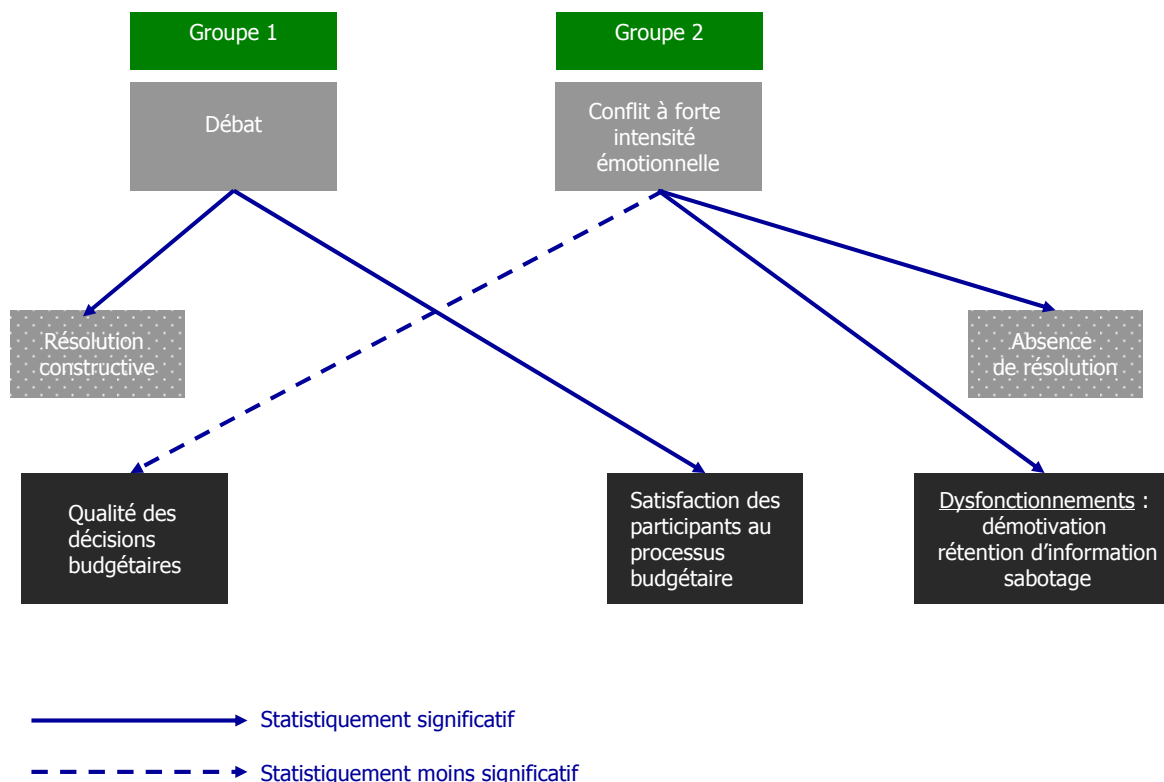 Groupe 1
Groupe 2
Débat
Conflit à forte
intensité
émotionnelle
Résolution
constructive
Absence
de résolution
Qualité des
décisions
budgétaires
Satisfaction des
participants au
processus
budgétaire
Dysfonctionnements :
démotivation
rétention d’information
sabotage
Statistiquement significatif
Statistiquement moins significatif